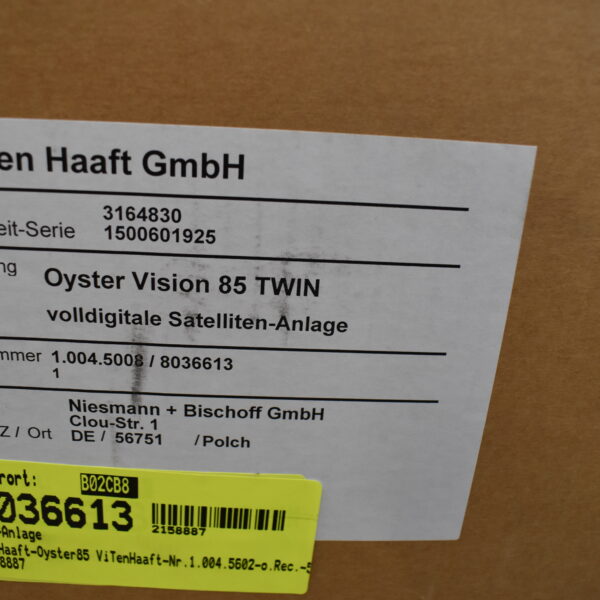 en Haaft GmbH
3164830
eit-Serie 1500601925
ng Oyster Vision 85 TWIN
volldigitale Satelliten-Anlage
ummer 1.004.5008 / 8036613
1
Niesmann + Bischoff GmbH
Clou-Str. 1
Z / Ort DE / 56751 /Polch
rort: B02CB8
036613
-Anlage 2158887
Haaft-Oyster85 ViTenHaaft-Nr.1.004.5602-o.Rec.-5
8887